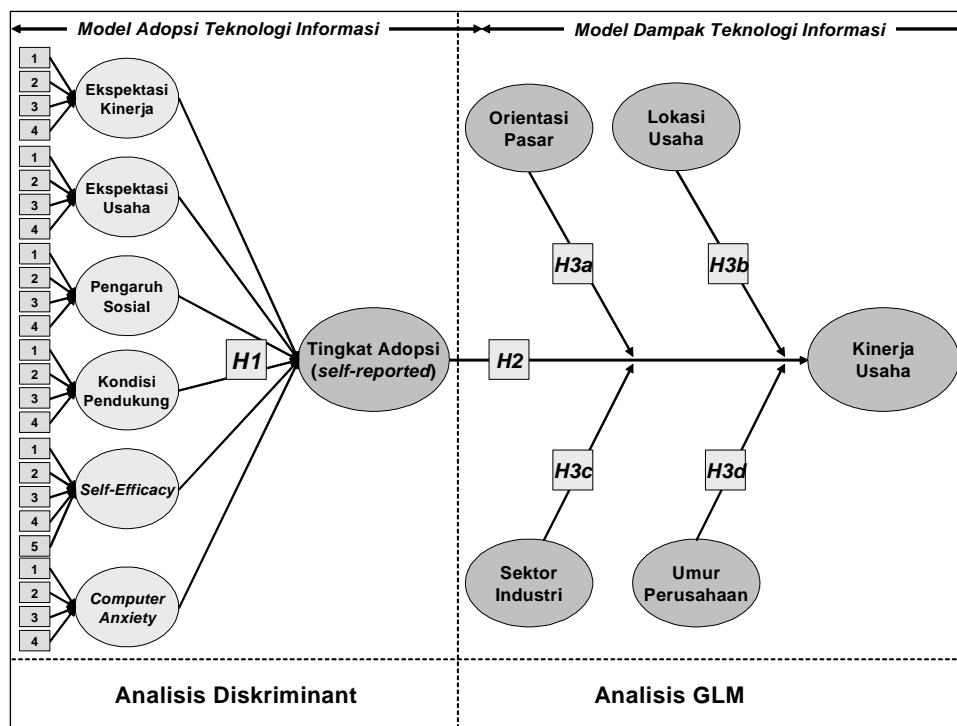 Model Adopsi Teknologi Informasi
Model Dampak Teknologi Informasi
1
2
3
4
Ekspektasi
Kinerja
1
2
3
4
Ekspektasi
Usaha
1
2
3
4
Pengaruh
Sosial
1
2
3
4
Kondisi
Pendukung
1
2
3
4
5
Self-Efficacy
1
2
3
4
Computer
Anxiety
H1
Tingkat Adopsi
(self-reported)
H2
Orientasi
Pasar
Lokasi
Usaha
H3a
H3b
Kinerja
Usaha
H3c
H3d
Sektor
Industri
Umur
Perusahaan
Analisis Diskriminant
Analisis GLM